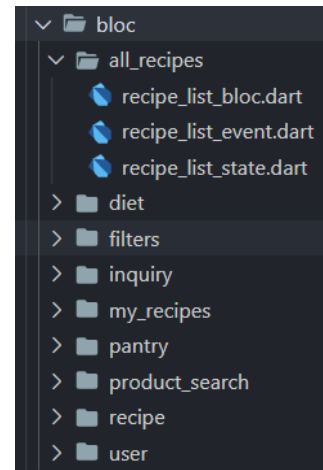 bloc
all_recipes
recipe_list_bloc.dart
recipe_list_event.dart
recipe_list_state.dart
diet
filters
inquiry
my_recipes
pantry
product_search
recipe
user